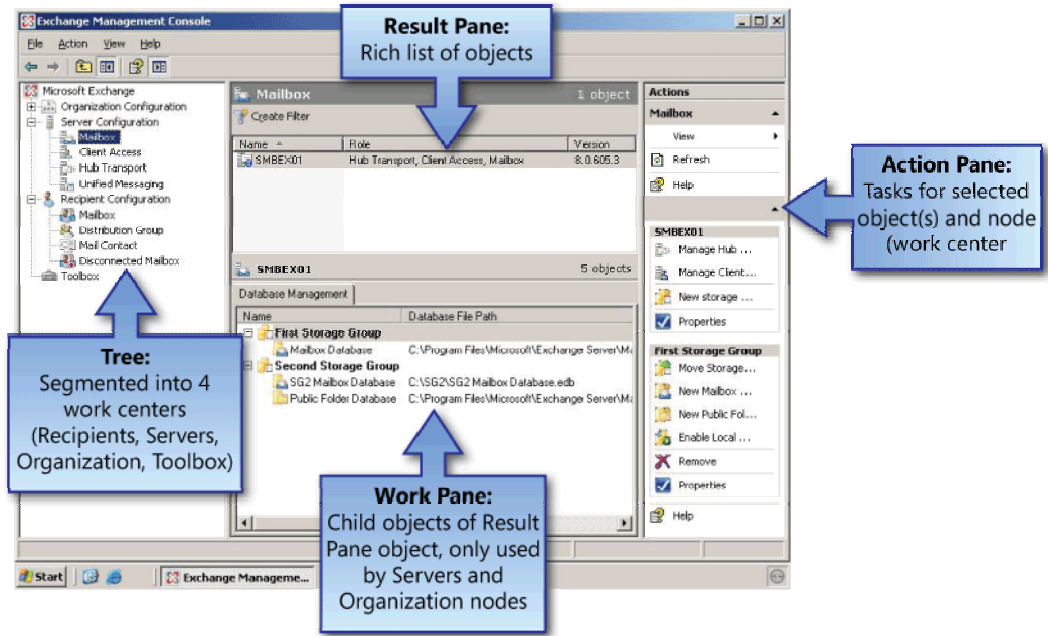 Exchange Management Console
File Action View Help
Result Pane:
Rich list of objects
Microsoft Exchange
Organization Configuration
Server Configuration
Mailbox
Client Access
Hub Transport
Unified Messaging
Recipient Configuration
Mailbox
Distribution Group
Mail Contact
Disconnected Mailbox
Toolbox
Tree:
Segmented into 4
work centers
(Recipients, Servers,
Organization, Toolbox)
Mailbox 1 object
Create Filter
Name Role Version
SMBEX01 Hub Transport, Client Access, Mailbox 8.0.605.3
SMBEX01 5 objects
Database Management
Name Database File Path
First Storage Group
Mailbox Database C:\Program Files\Microsoft\Exchange Server\Ma
Second Storage Group
SG2 Mailbox Database C:\SG2\SG2 Mailbox Database.edb
Public Folder Database C:\Program Files\Microsoft\Exchange Server\Ma
Work Pane:
Child objects of Result
Pane object, only used
by Servers and
Organization nodes
Actions
Mailbox
View
Refresh
Help
SMBEX01
Manage Hub ...
Manage Client...
New storage ...
Properties
First Storage Group
Move Storage...
New Mailbox ...
New Public Fol...
Enable Local ...
Remove
Properties
Help
Action Pane:
Tasks for selected
object(s) and node
(work center
Start Exchange Manageme...